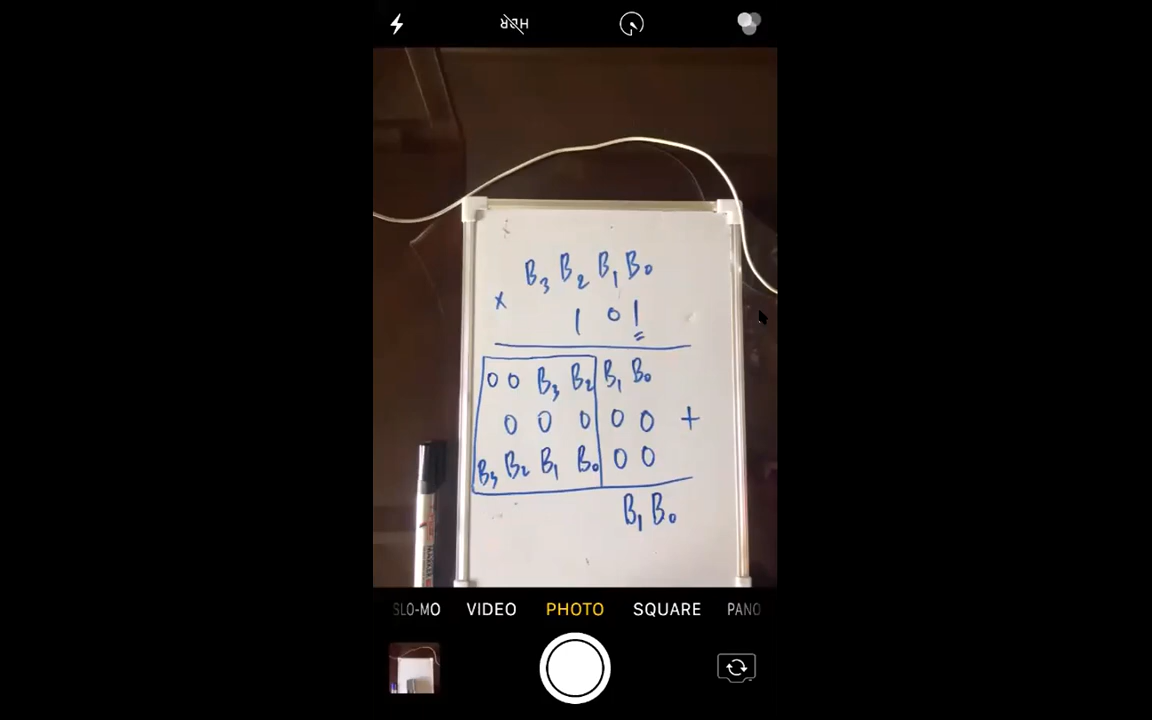 HDR
B₃ B₂ B₁ B₀
×
1 0 1
0 0 B₃ B₂ B₁ B₀
0 0 0 0 0 +
B₃ B₂ B₁ B₀ 0 0
B₁ B₀
SLO-MO VIDEO PHOTO SQUARE PANO